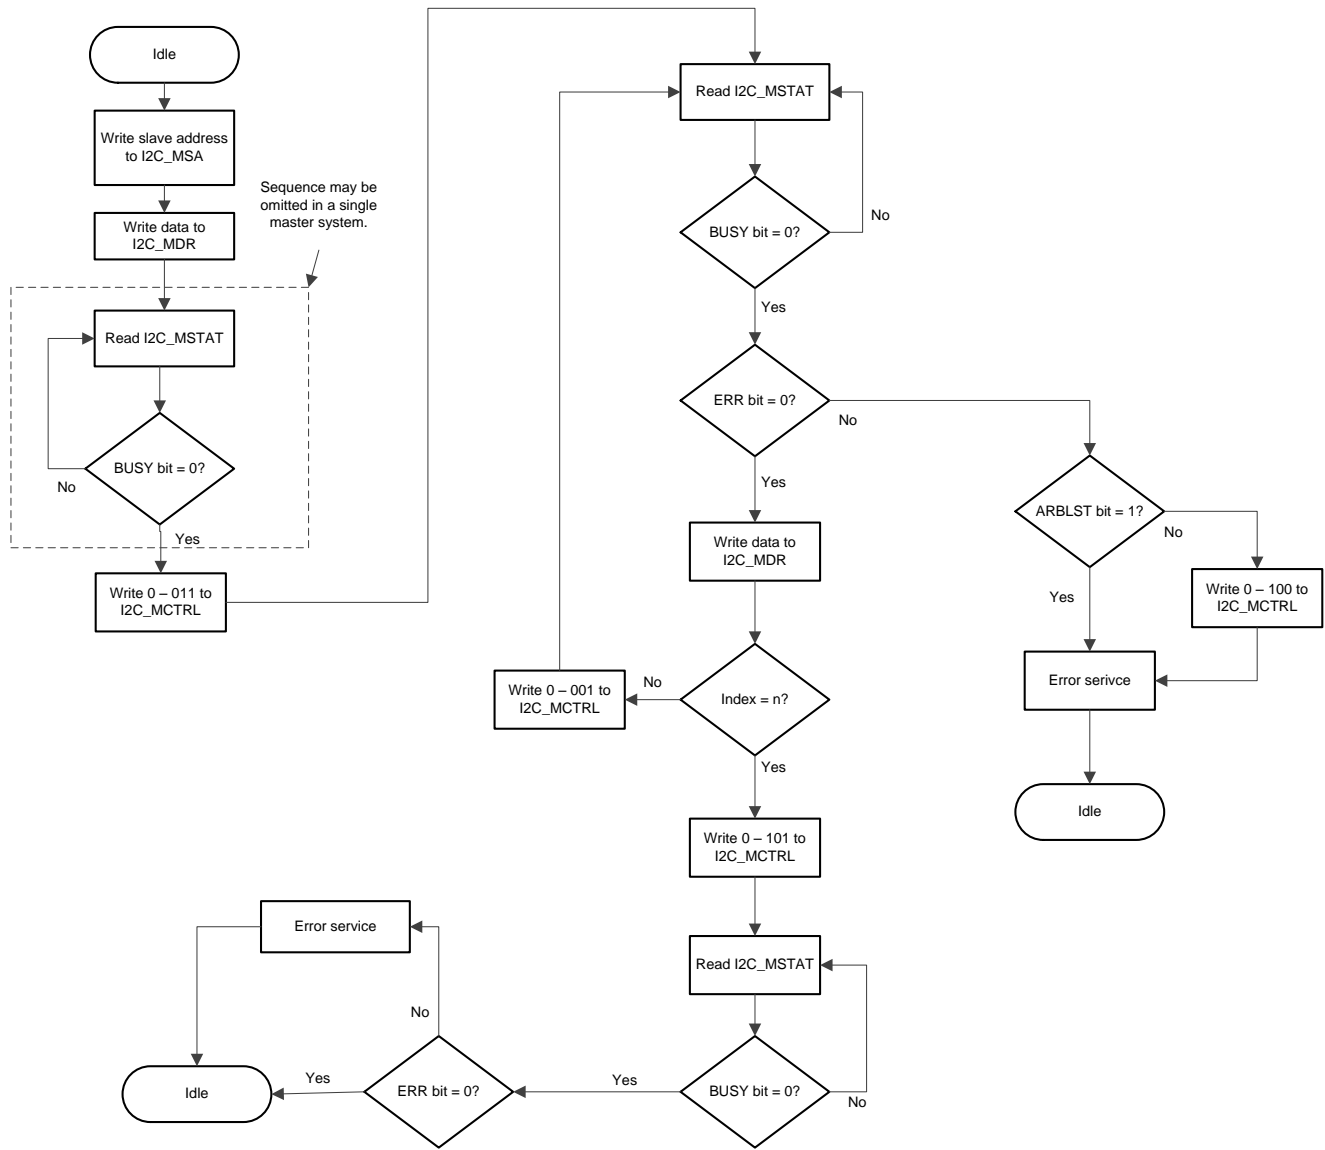 Idle
Write slave address
to I2C_MSA
Write data to
I2C_MDR
Sequence may be
omitted in a single
master system.
Read I2C_MSTAT
BUSY bit = 0?
No
Yes
Write 0 – 011 to
I2C_MCTRL
Read I2C_MSTAT
BUSY bit = 0?
No
Yes
ERR bit = 0?
No
Yes
Write data to
I2C_MDR
Index = n?
No
Write 0 – 001 to
I2C_MCTRL
Yes
Write 0 – 101 to
I2C_MCTRL
Read I2C_MSTAT
BUSY bit = 0?
No
Yes
ERR bit = 0?
No
Error service
Yes
Idle
ARBLST bit = 1?
No
Write 0 – 100 to
I2C_MCTRL
Yes
Error serivce
Idle